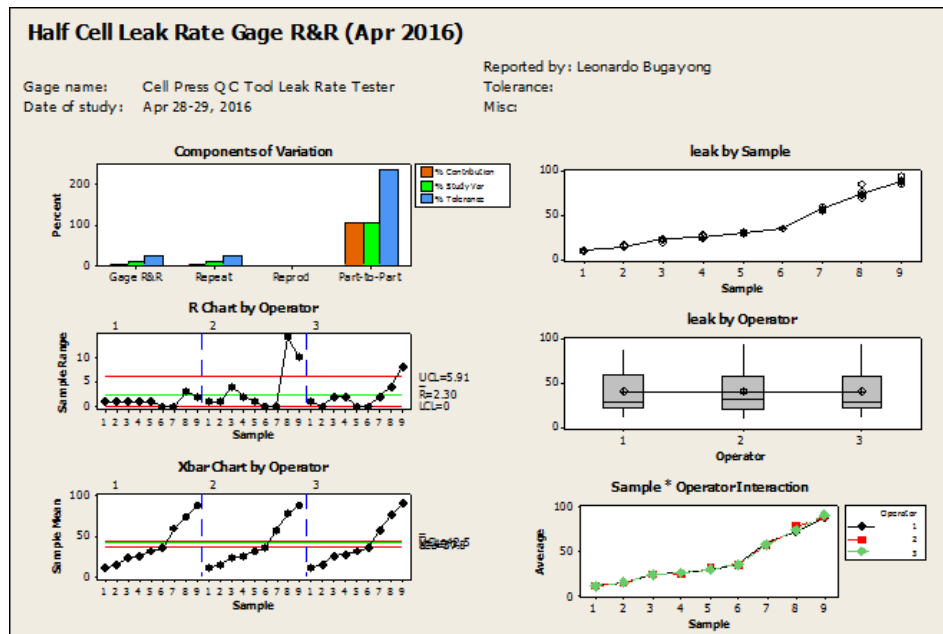 Half Cell Leak Rate Gage R&R (Apr 2016)
Reported by: Leonardo Bugayong
Gage name: Cell Press QC Tool Leak Rate Tester
Tolerance:
Date of study: Apr 28-29, 2016
Misc:
Components of Variation
200
100
0
Percent
% Contribution
% Study Var
% Tolerance
Gage R&R Repeat Reprod Part-to-Part
leak by Sample
100
50
0
1 2 3 4 5 6 7 8 9
Sample
R Chart by Operator
1 2 3
Sample Range
10
5
0
UCL=5.91
R=2.30
LCL=0
1 2 3 4 5 6 7 8 9 1 2 3 4 5 6 7 8 9 1 2 3 4 5 6 7 8 9
Sample
leak by Operator
100
50
0
1 2 3
Operator
Xbar Chart by Operator
1 2 3
Sample Mean
100
50
0
1 2 3 4 5 6 7 8 9 1 2 3 4 5 6 7 8 9 1 2 3 4 5 6 7 8 9
Sample
Sample * Operator Interaction
Average
100
50
0
1 2 3 4 5 6 7 8 9
Sample
Operator
1
2
3